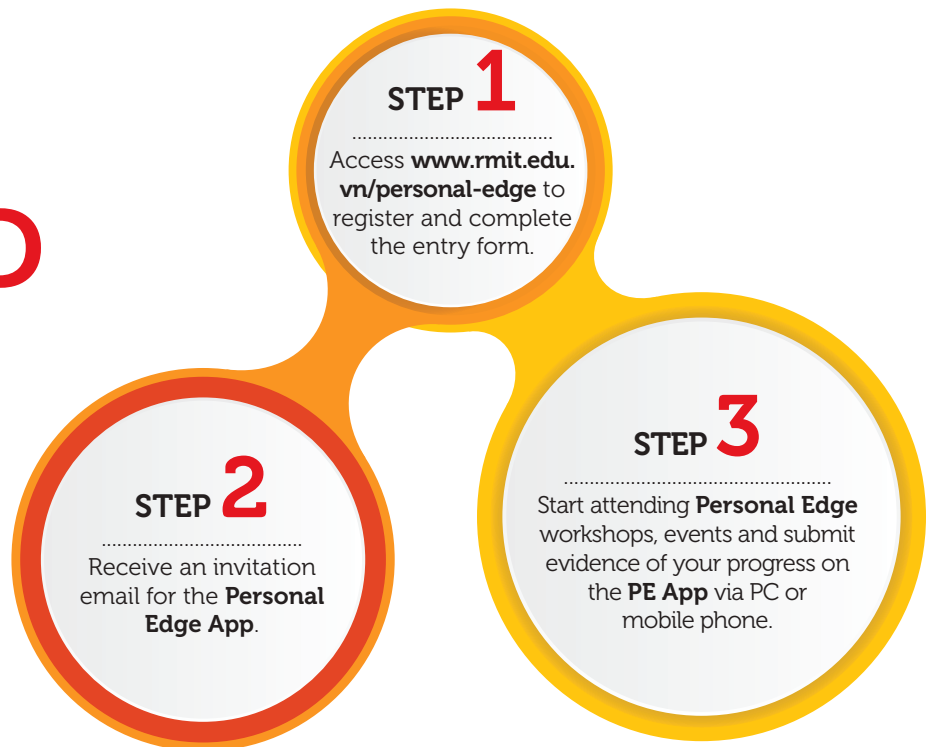 STEP 1
Access www.rmit.edu.
vn/personal-edge to
register and complete
the entry form.
STEP 2
Receive an invitation
email for the Personal
Edge App.
STEP 3
Start attending Personal Edge
workshops, events and submit
evidence of your progress on
the PE App via PC or
mobile phone.